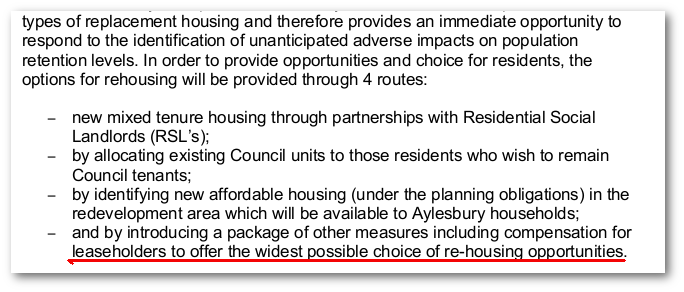 types of replacement housing and therefore provides an immediate opportunity to
respond to the identification of unanticipated adverse impacts on population
retention levels. In order to provide opportunities and choice for residents, the
options for rehousing will be provided through 4 routes:
– new mixed tenure housing through partnerships with Residential Social
Landlords (RSL's);
– by allocating existing Council units to those residents who wish to remain
Council tenants;
– by identifying new affordable housing (under the planning obligations) in the
redevelopment area which will be available to Aylesbury households;
– and by introducing a package of other measures including compensation for
leaseholders to offer the widest possible choice of re-housing opportunities.